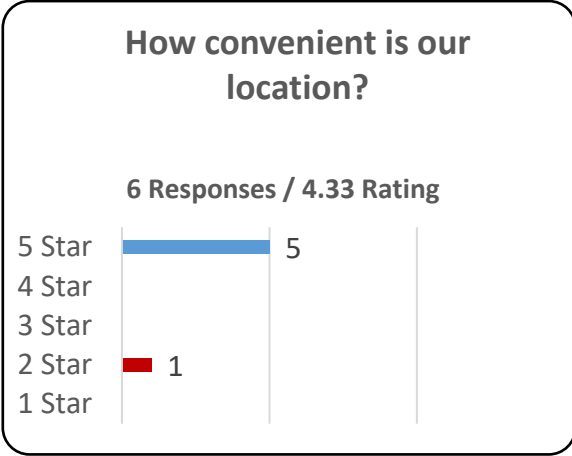 How convenient is our
location?
6 Responses / 4.33 Rating
5 Star 5
4 Star
3 Star
2 Star 1
1 Star